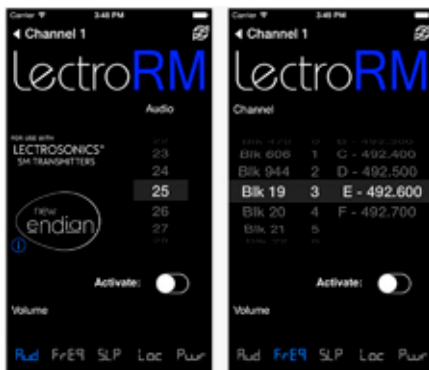 Carrier 3:48 PM
Channel 1
LectroRM
Audio
FOR USE WITH
LECTROSONICS®
SM TRANSMITTERS
23
24
25
26
27
new
endian
Activate:
Volume
Aud FrEq SLP Loc Pwr
Carrier 3:48 PM
Channel 1
LectroRM
Channel
Blk 606 1 C - 492.400
Blk 944 2 D - 492.500
Blk 19 3 E - 492.600
Blk 20 4 F - 492.700
Blk 21 5
Activate:
Volume
Aud FrEq SLP Loc Pwr